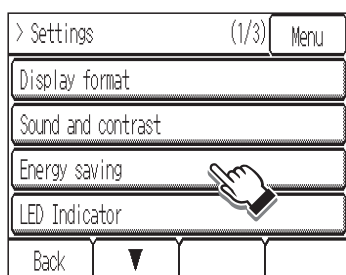 > Settings (1/3) Menu
Display format
Sound and contrast
Energy saving
LED Indicator
Back ▼